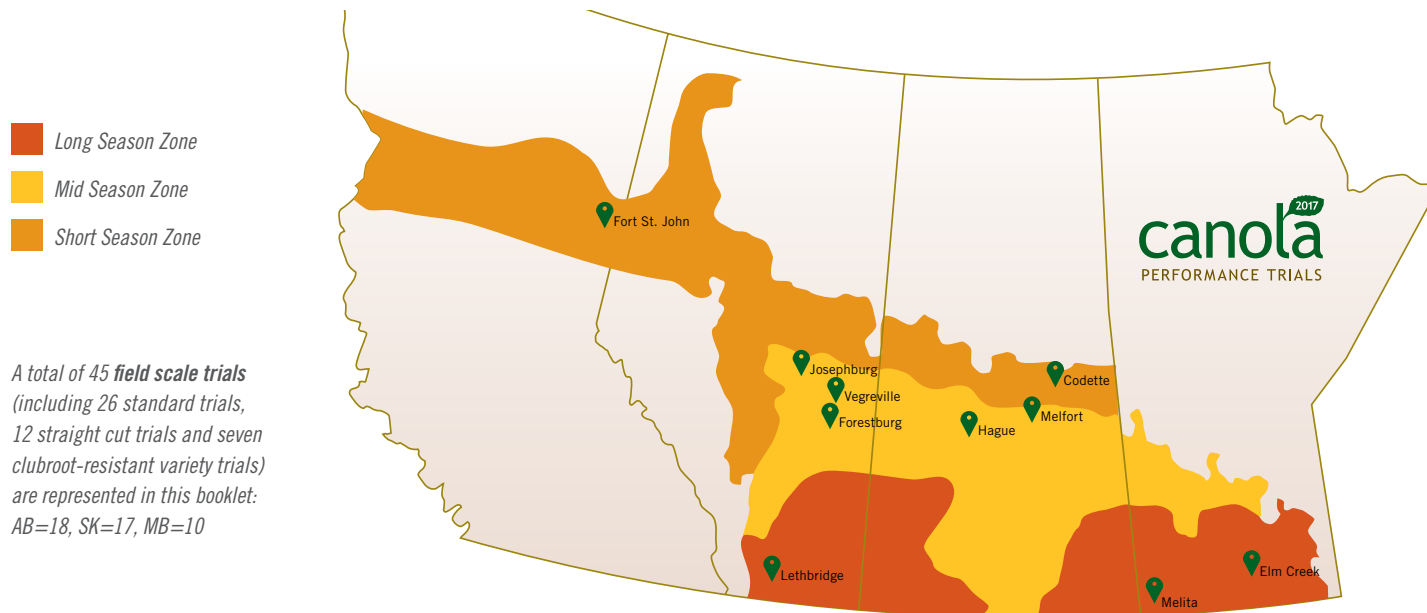 Long Season Zone
Mid Season Zone
Short Season Zone
A total of 45 field scale trials
(including 26 standard trials,
12 straight cut trials and seven
clubroot-resistant variety trials)
are represented in this booklet:
AB=18, SK=17, MB=10
2017
canola
PERFORMANCE TRIALS
Fort St. John
Josephburg
Vegreville
Forestburg
Hague
Melfort
Codette
Lethbridge
Melita
Elm Creek